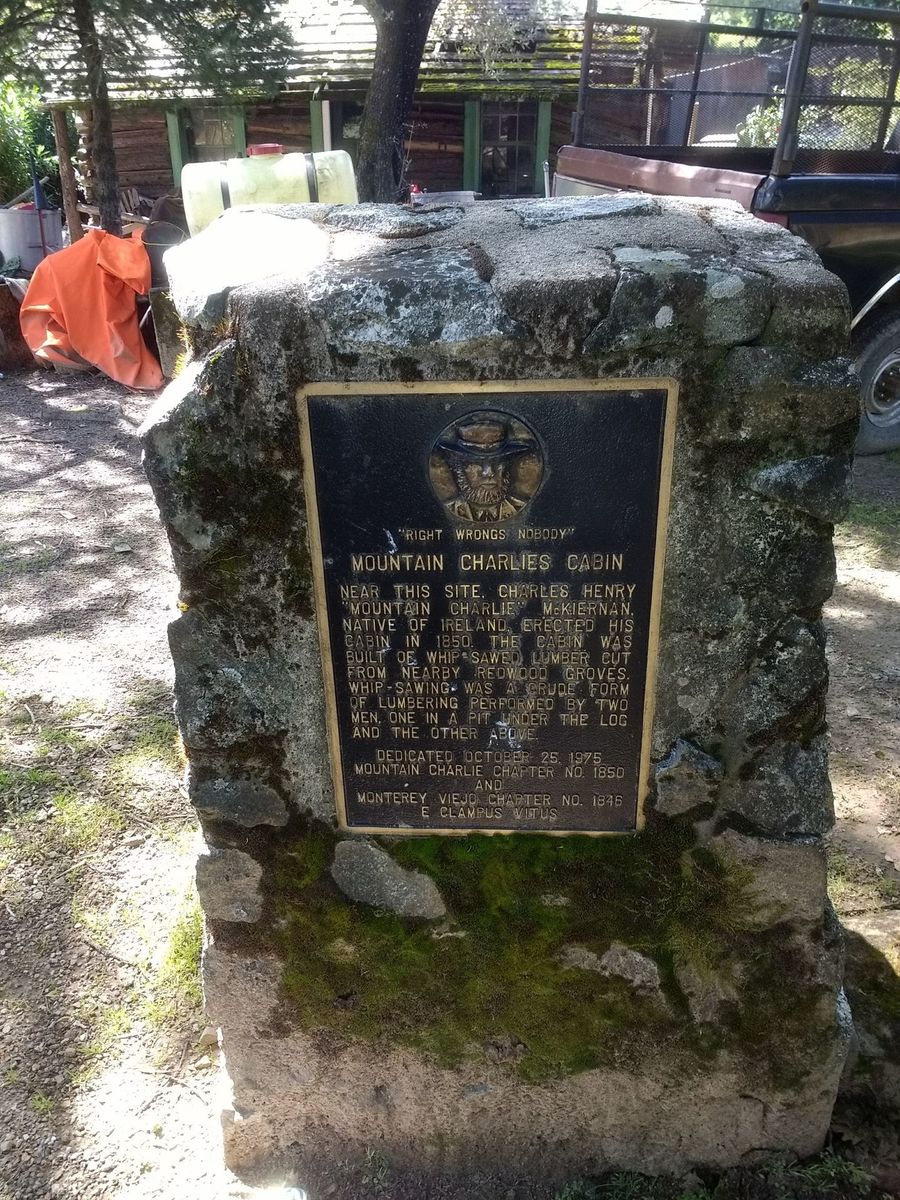 "RIGHT WRONGS NOBODY"
MOUNTAIN CHARLIES CABIN
NEAR THIS SITE, CHARLES HENRY
"MOUNTAIN CHARLIE" McKIERNAN,
NATIVE OF IRELAND, ERECTED HIS
CABIN IN 1850. THE CABIN WAS
BUILT OF WHIP-SAWED LUMBER CUT
FROM NEARBY REDWOOD GROVES.
WHIP-SAWING WAS A CRUDE FORM
OF LUMBERING PERFORMED BY TWO
MEN, ONE IN A PIT UNDER THE LOG
AND THE OTHER ABOVE.
DEDICATED OCTOBER 25, 1975
MOUNTAIN CHARLIE CHAPTER NO. 1850
AND
MONTEREY VIEJO CHAPTER NO. 1846
E CLAMPUS VITUS